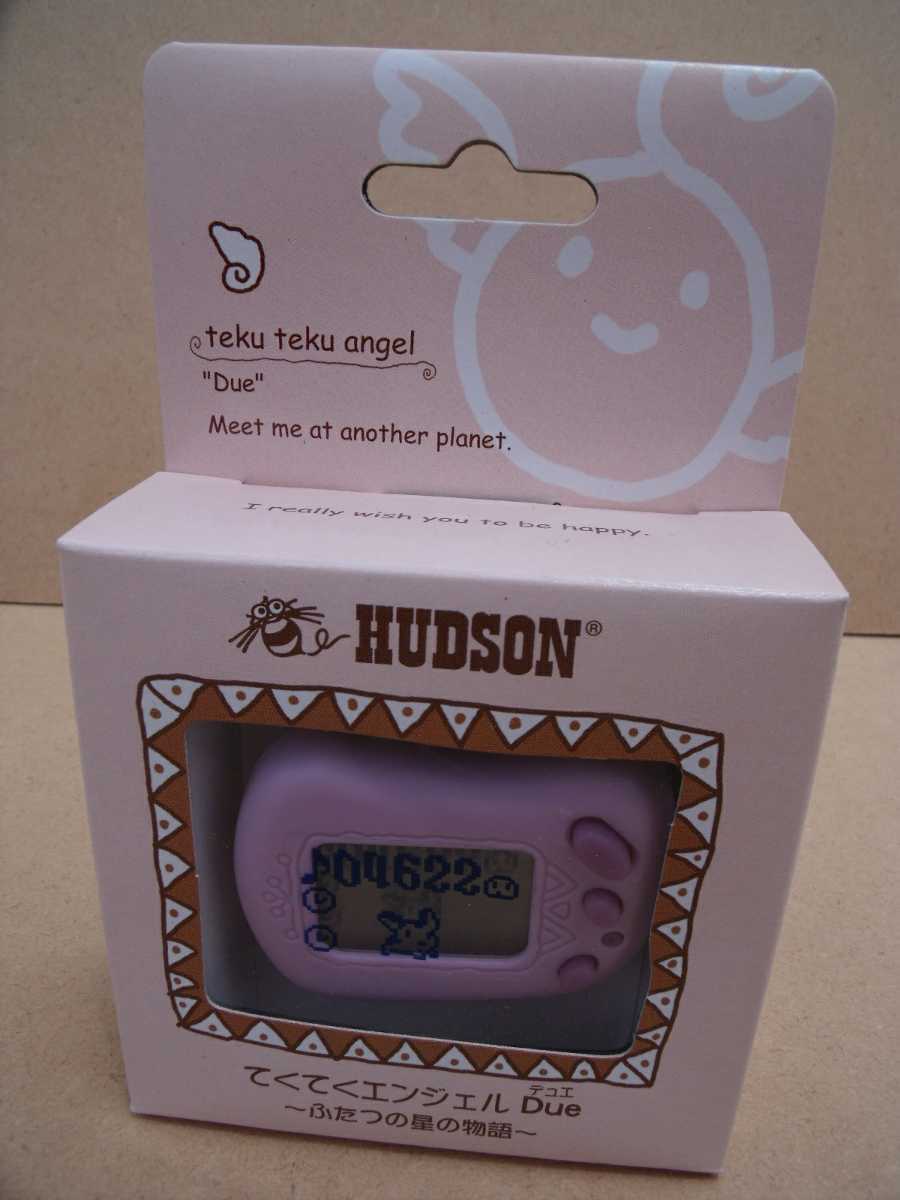 teku teku angel
"Due"
Meet me at another planet.
I really wish you to be happy.
HUDSON®
04622
てくてくエンジェル Due
デュエ
～ふたつの星の物語～